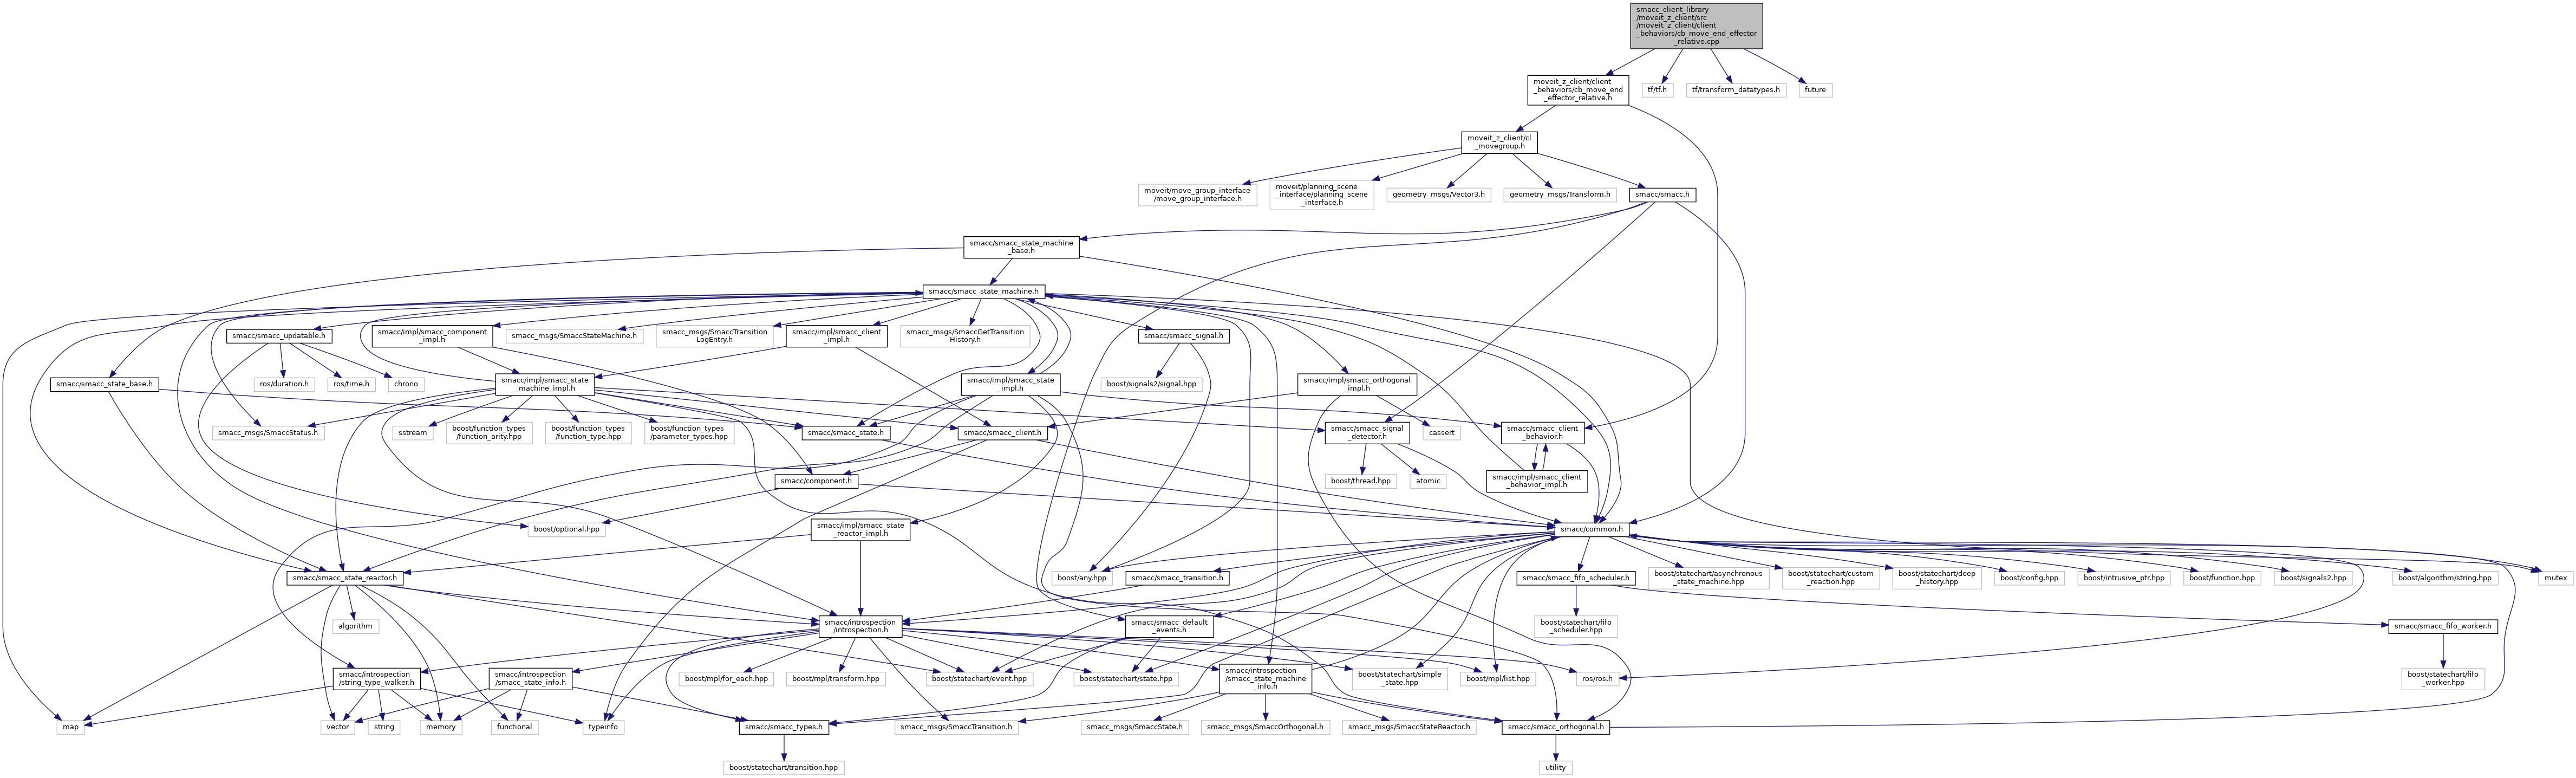 smacc_client_library
/moveit_z_client/src
/moveit_z_client/client
_behaviors/cb_move_end_effector
_relative.cpp
moveit_z_client/client
_behaviors/cb_move_end
_effector_relative.h
tf/tf.h
tf/transform_datatypes.h
future
moveit_z_client/cl
_movegroup.h
moveit/move_group_interface
/move_group_interface.h
moveit/planning_scene
_interface/planning_scene
_interface.h
geometry_msgs/Vector3.h
geometry_msgs/Transform.h
smacc/smacc.h
smacc/smacc_state_machine
_base.h
smacc/smacc_state_machine.h
smacc/smacc_updatable.h
smacc/impl/smacc_component
_impl.h
smacc_msgs/SmaccStateMachine.h
smacc_msgs/SmaccTransition
LogEntry.h
smacc/impl/smacc_client
_impl.h
smacc_msgs/SmaccGetTransition
History.h
smacc/smacc_signal.h
smacc/smacc_state_base.h
ros/duration.h
ros/time.h
chrono
smacc/impl/smacc_state
_machine_impl.h
smacc/impl/smacc_state
_impl.h
boost/signals2/signal.hpp
smacc/impl/smacc_orthogonal
_impl.h
smacc_msgs/SmaccStatus.h
sstream
boost/function_types
/function_arity.hpp
boost/function_types
/function_type.hpp
boost/function_types
/parameter_types.hpp
smacc/smacc_state.h
smacc/smacc_client.h
smacc/smacc_signal
_detector.h
cassert
smacc/smacc_client
_behavior.h
smacc/component.h
boost/thread.hpp
atomic
smacc/impl/smacc_client
_behavior_impl.h
boost/optional.hpp
smacc/impl/smacc_state
_reactor_impl.h
smacc/common.h
smacc/smacc_state_reactor.h
boost/any.hpp
smacc/smacc_transition.h
smacc/smacc_fifo_scheduler.h
boost/statechart/asynchronous
_state_machine.hpp
boost/statechart/custom
_reaction.hpp
boost/statechart/deep
_history.hpp
boost/config.hpp
boost/intrusive_ptr.hpp
boost/function.hpp
boost/signals2.hpp
boost/algorithm/string.hpp
mutex
algorithm
smacc/introspection
/introspection.h
smacc/smacc_default
_events.h
boost/statechart/fifo
_scheduler.hpp
smacc/smacc_fifo_worker.h
smacc/introspection
/string_type_walker.h
smacc/introspection
/smacc_state_info.h
boost/mpl/for_each.hpp
boost/mpl/transform.hpp
boost/statechart/event.hpp
boost/statechart/state.hpp
smacc/introspection
/smacc_state_machine
_info.h
boost/statechart/simple
_state.hpp
boost/mpl/list.hpp
ros/ros.h
boost/statechart/fifo
_worker.hpp
map
vector
string
memory
functional
typeinfo
smacc/smacc_types.h
smacc_msgs/SmaccTransition.h
smacc_msgs/SmaccState.h
smacc_msgs/SmaccOrthogonal.h
smacc_msgs/SmaccStateReactor.h
smacc/smacc_orthogonal.h
boost/statechart/transition.hpp
utility